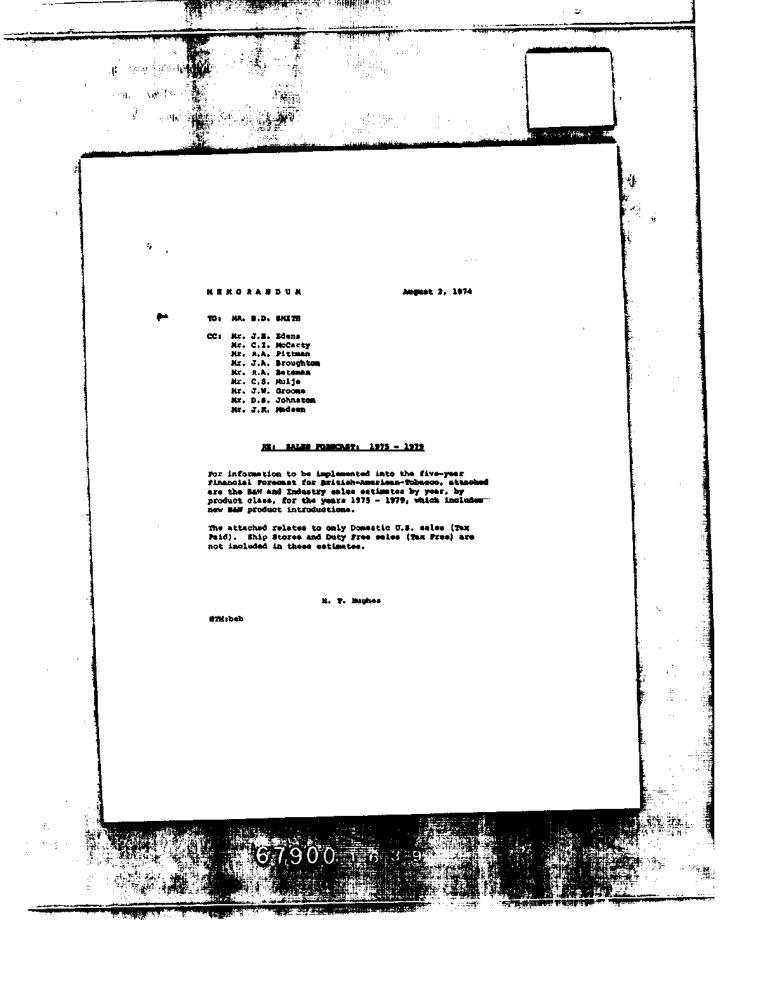 MEMORANDUM August 2, 1974
TO: MR. E.D. SMITH
CC: Mr. J.E. Edens
Mr. C.I. McCarty
Mr. R.A. Pittman
Mr. J.A. Broughton
Mr. R.A. Bateman
Mr. C.S. Muije
Mr. J.W. Groome
Mr. D.S. Johnston
Mr. J.K. Madsen
RE: SALES FORECAST: 1975 - 1979
For information to be implemented into the five-year
Financial Forecast for British-American-Tobacco, attached
are the B&W and Industry sales estimates by year, by
product class, for the years 1975 - 1979, which includes
new B&W product introductions.
The attached relates to only Domestic U.S. sales (Tax
Paid). Ship Stores and Duty Free sales (Tax Free) are
not included in these estimates.
H. T. Hughes
HTH:bab
67900